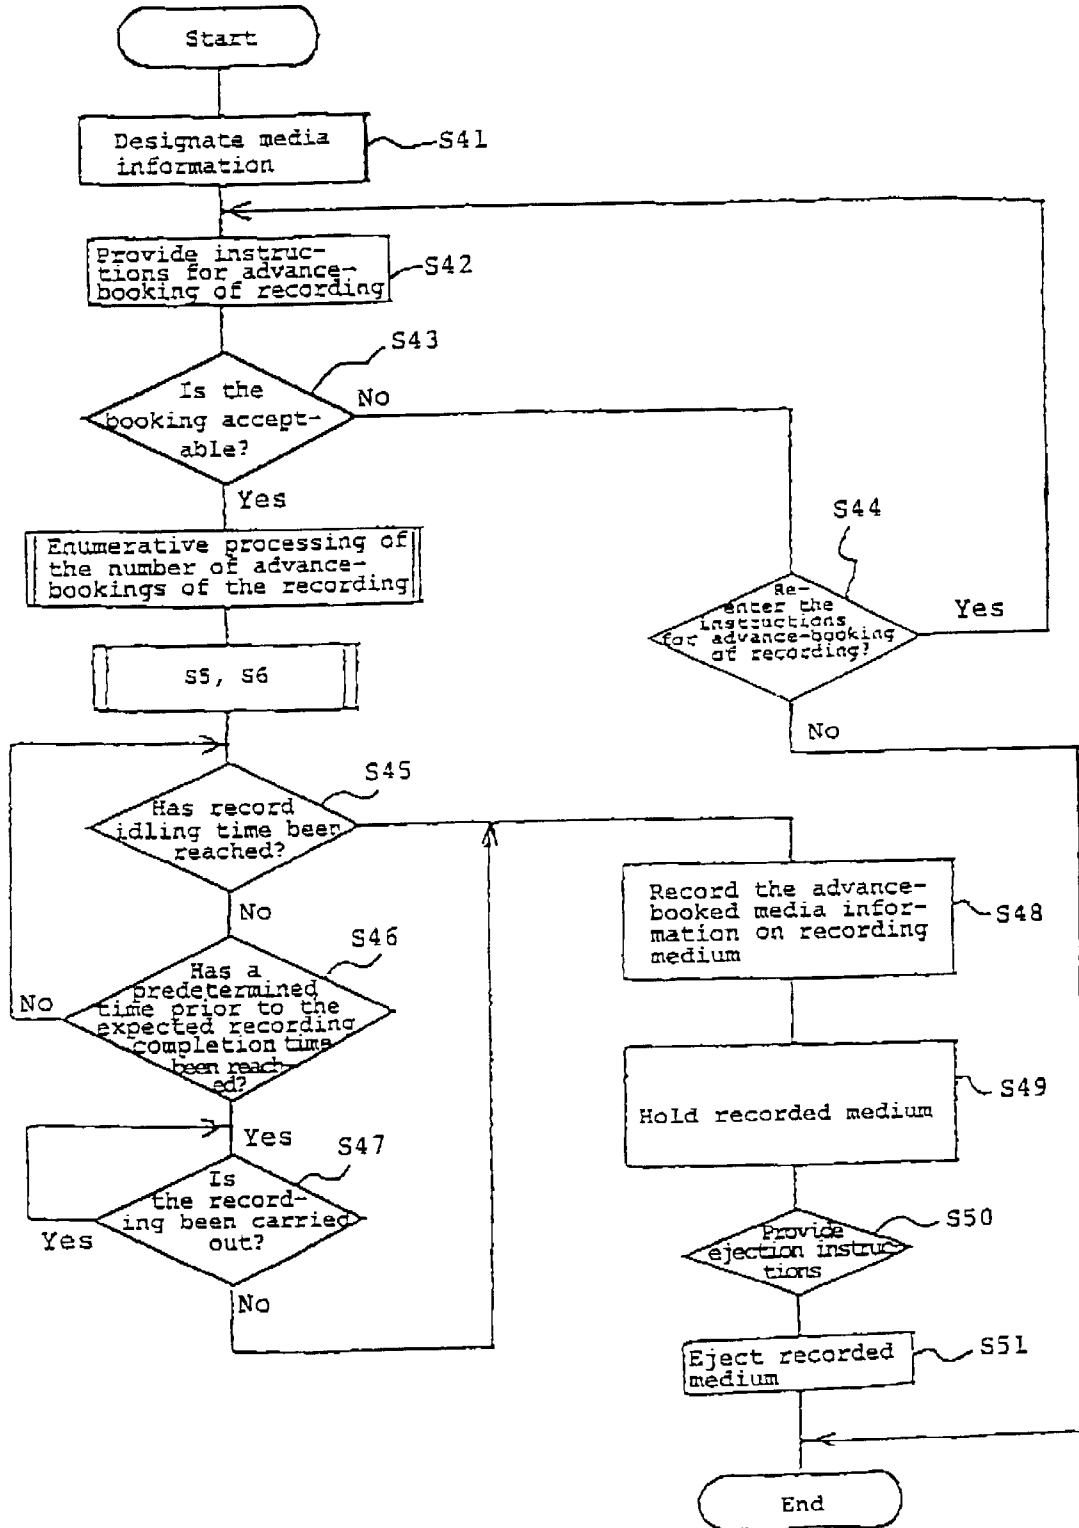 Start
Designate media
information
S41
Provide instruc-
tions for advance-
booking of recording
S42
S43
Is the
booking accept-
able?
No
Yes
Enumerative processing of
the number of advance-
bookings of the recording
S44
Re-
enter the
instructions
for advance-booking
of recording?
Yes
No
S5, S6
S45
Has record
idling time been
reached?
No
S46
Has a
predetermined
time prior to the
expected recording
completion time
been reach-
ed?
No
Yes
S47
Is
the record-
ing been carried
out?
Yes
No
Record the advance-
booked media infor-
mation on recording
medium
S48
Hold recorded medium
S49
S50
Provide
ejection instruc-
tions
Eject recorded
medium
S51
End